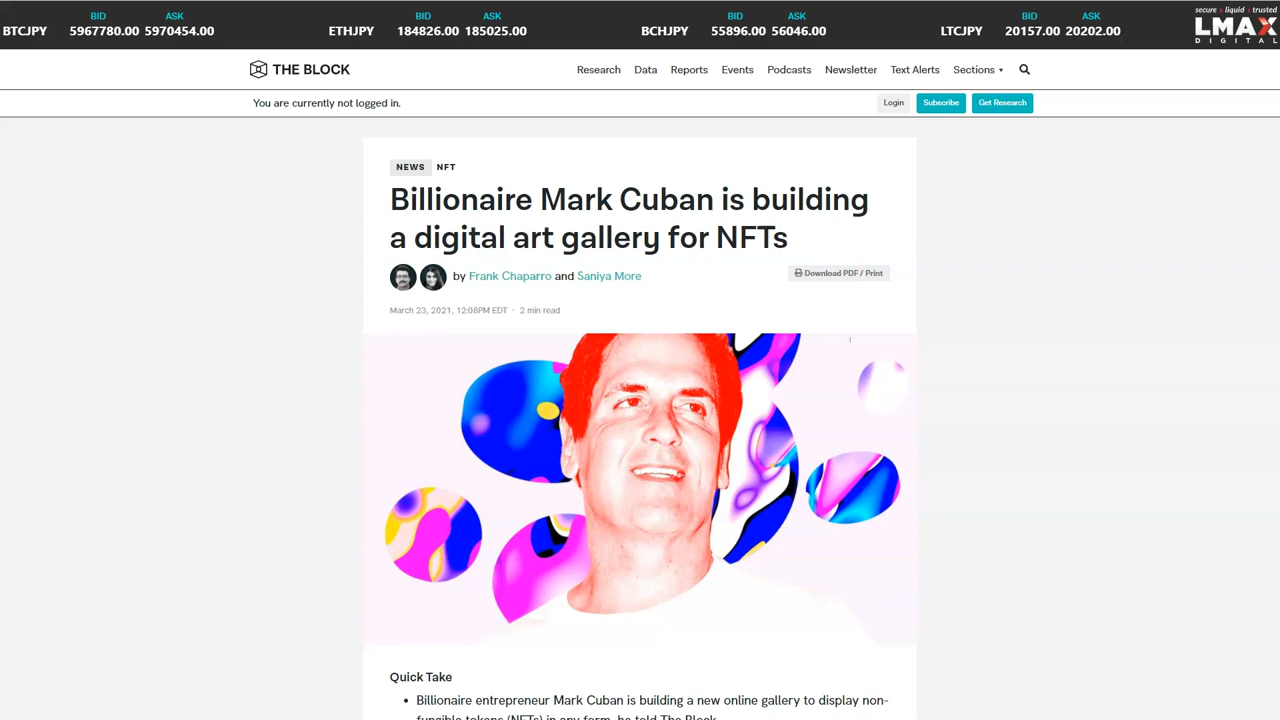 BID ASK BID ASK BID ASK BID ASK secure › liquid › trusted
BTCJPY 5967780.00 5970454.00 ETHJPY 184826.00 185025.00 BCHJPY 55896.00 56046.00 LTCJPY 20157.00 20202.00 LMAX
DIGITAL
THE BLOCK Research Data Reports Events Podcasts Newsletter Text Alerts Sections
You are currently not logged in. Login Subscribe Get Research
NEWS NFT
Billionaire Mark Cuban is building
a digital art gallery for NFTs
by Frank Chaparro and Saniya More Download PDF / Print
March 23, 2021, 12:08PM EDT · 2 min read
Quick Take
• Billionaire entrepreneur Mark Cuban is building a new online gallery to display non-
fungible tokens (NFTs) in any form, he told The Block.